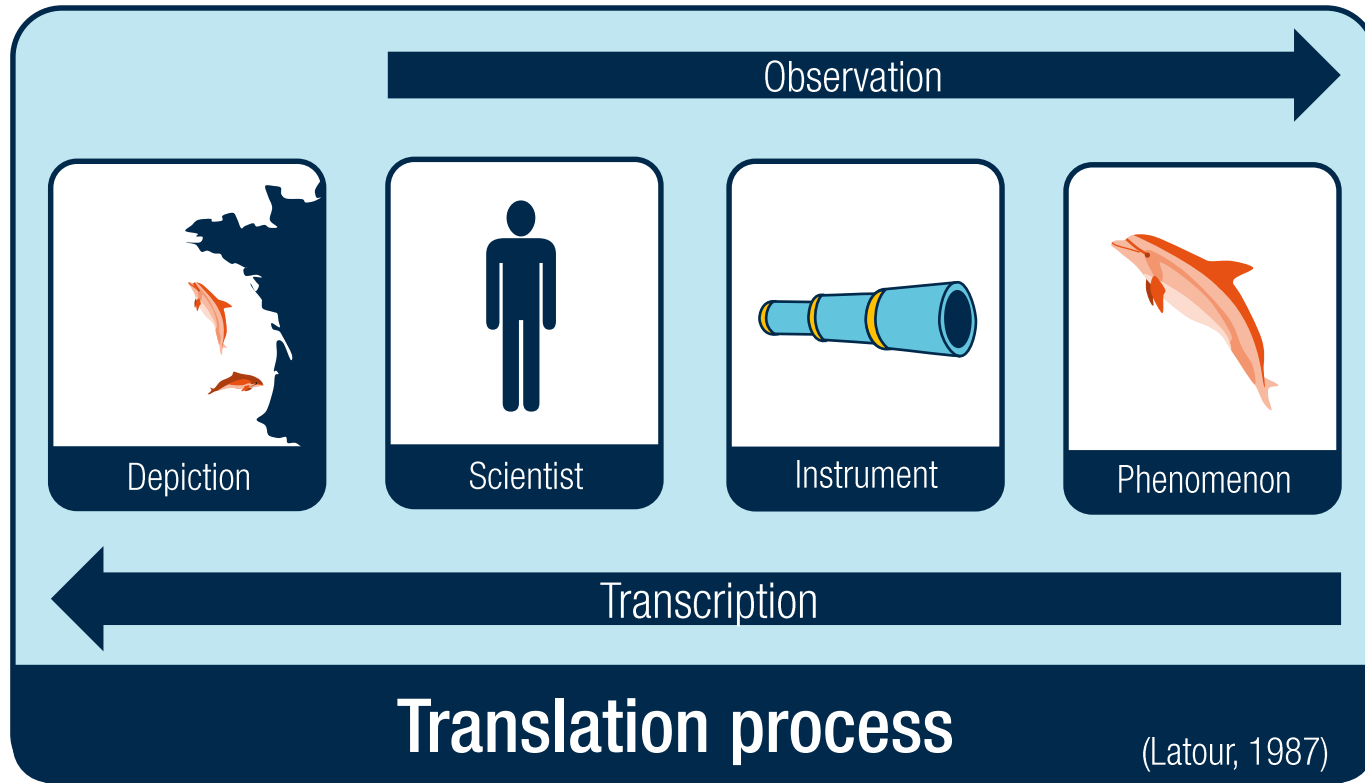 Observation
Depiction
Scientist
Instrument
Phenomenon
Transcription
Translation process
(Latour, 1987)